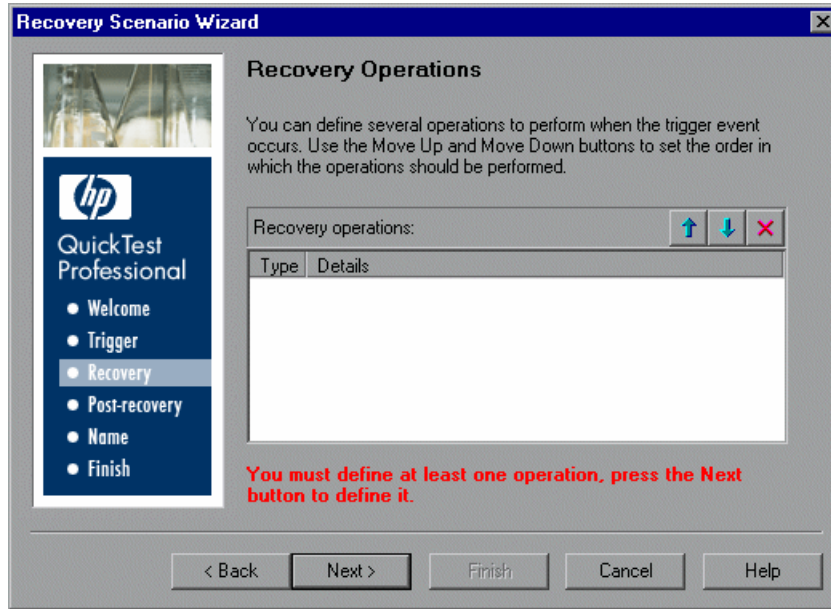 Recovery Scenario Wizard
Recovery Operations
You can define several operations to perform when the trigger event
occurs. Use the Move Up and Move Down buttons to set the order in
which the operations should be performed.
hp
QuickTest
Professional
Welcome
Trigger
Recovery
Post-recovery
Name
Finish
Recovery operations:
Type Details
You must define at least one operation, press the Next
button to define it.
< Back Next > Finish Cancel Help